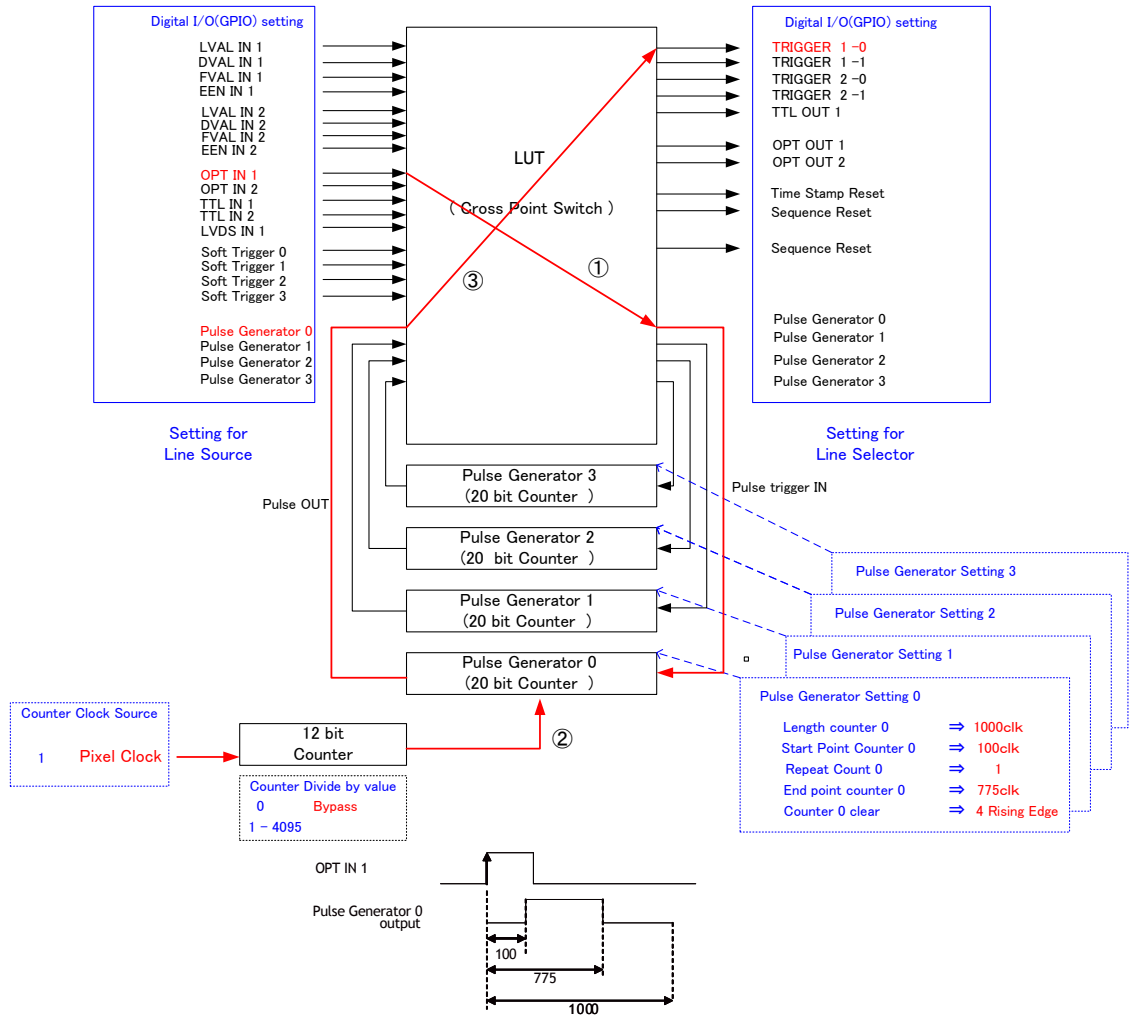 Digital I/O(GPIO) setting
LVAL IN 1
DVAL IN 1
FVAL IN 1
EEN IN 1
LVAL IN 2
DVAL IN 2
FVAL IN 2
EEN IN 2
OPT IN 1
OPT IN 2
TTL IN 1
TTL IN 2
LVDS IN 1
Soft Trigger 0
Soft Trigger 1
Soft Trigger 2
Soft Trigger 3
Pulse Generator 0
Pulse Generator 1
Pulse Generator 2
Pulse Generator 3
Setting for
Line Source
LUT
( Cross Point Switch )
①
③
Digital I/O(GPIO) setting
TRIGGER 1 -0
TRIGGER 1 -1
TRIGGER 2 -0
TRIGGER 2 -1
TTL OUT 1
OPT OUT 1
OPT OUT 2
Time Stamp Reset
Sequence Reset
Sequence Reset
Pulse Generator 0
Pulse Generator 1
Pulse Generator 2
Pulse Generator 3
Setting for
Line Selector
Pulse OUT
Pulse trigger IN
Pulse Generator 3
(20 bit Counter )
Pulse Generator 2
(20 bit Counter )
Pulse Generator 1
(20 bit Counter )
Pulse Generator 0
(20 bit Counter )
②
Pulse Generator Setting 3
Pulse Generator Setting 2
Pulse Generator Setting 1
Pulse Generator Setting 0
Length counter 0 ⇒ 1000clk
Start Point Counter 0 ⇒ 100clk
Repeat Count 0 ⇒ 1
End point counter 0 ⇒ 775clk
Counter 0 clear ⇒ 4 Rising Edge
Counter Clock Source
1 Pixel Clock
12 bit
Counter
Counter Divide by value
0 Bypass
1 - 4095
OPT IN 1
Pulse Generator 0
output
100
775
1000